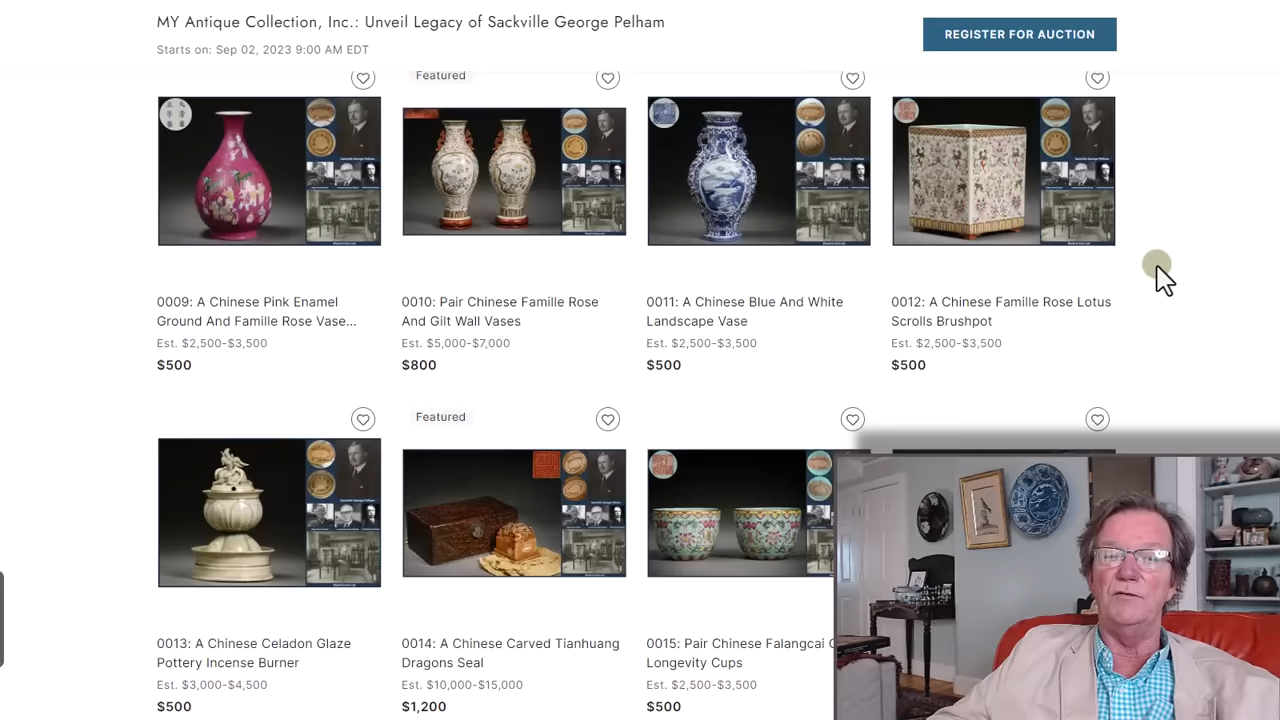 MY Antique Collection, Inc.: Unveil Legacy of Sackville George Pelham
Starts on: Sep 02, 2023 9:00 AM EDT
REGISTER FOR AUCTION
Featured
0009: A Chinese Pink Enamel
Ground And Famille Rose Vase...
Est. $2,500-$3,500
$500
0010: Pair Chinese Famille Rose
And Gilt Wall Vases
Est. $5,000-$7,000
$800
0011: A Chinese Blue And White
Landscape Vase
Est. $2,500-$3,500
$500
0012: A Chinese Famille Rose Lotus
Scrolls Brushpot
Est. $2,500-$3,500
$500
Featured
0013: A Chinese Celadon Glaze
Pottery Incense Burner
Est. $3,000-$4,500
$500
0014: A Chinese Carved Tianhuang
Dragons Seal
Est. $10,000-$15,000
$1,200
0015: Pair Chinese Falangcai
Longevity Cups
Est. $2,500-$3,500
$500